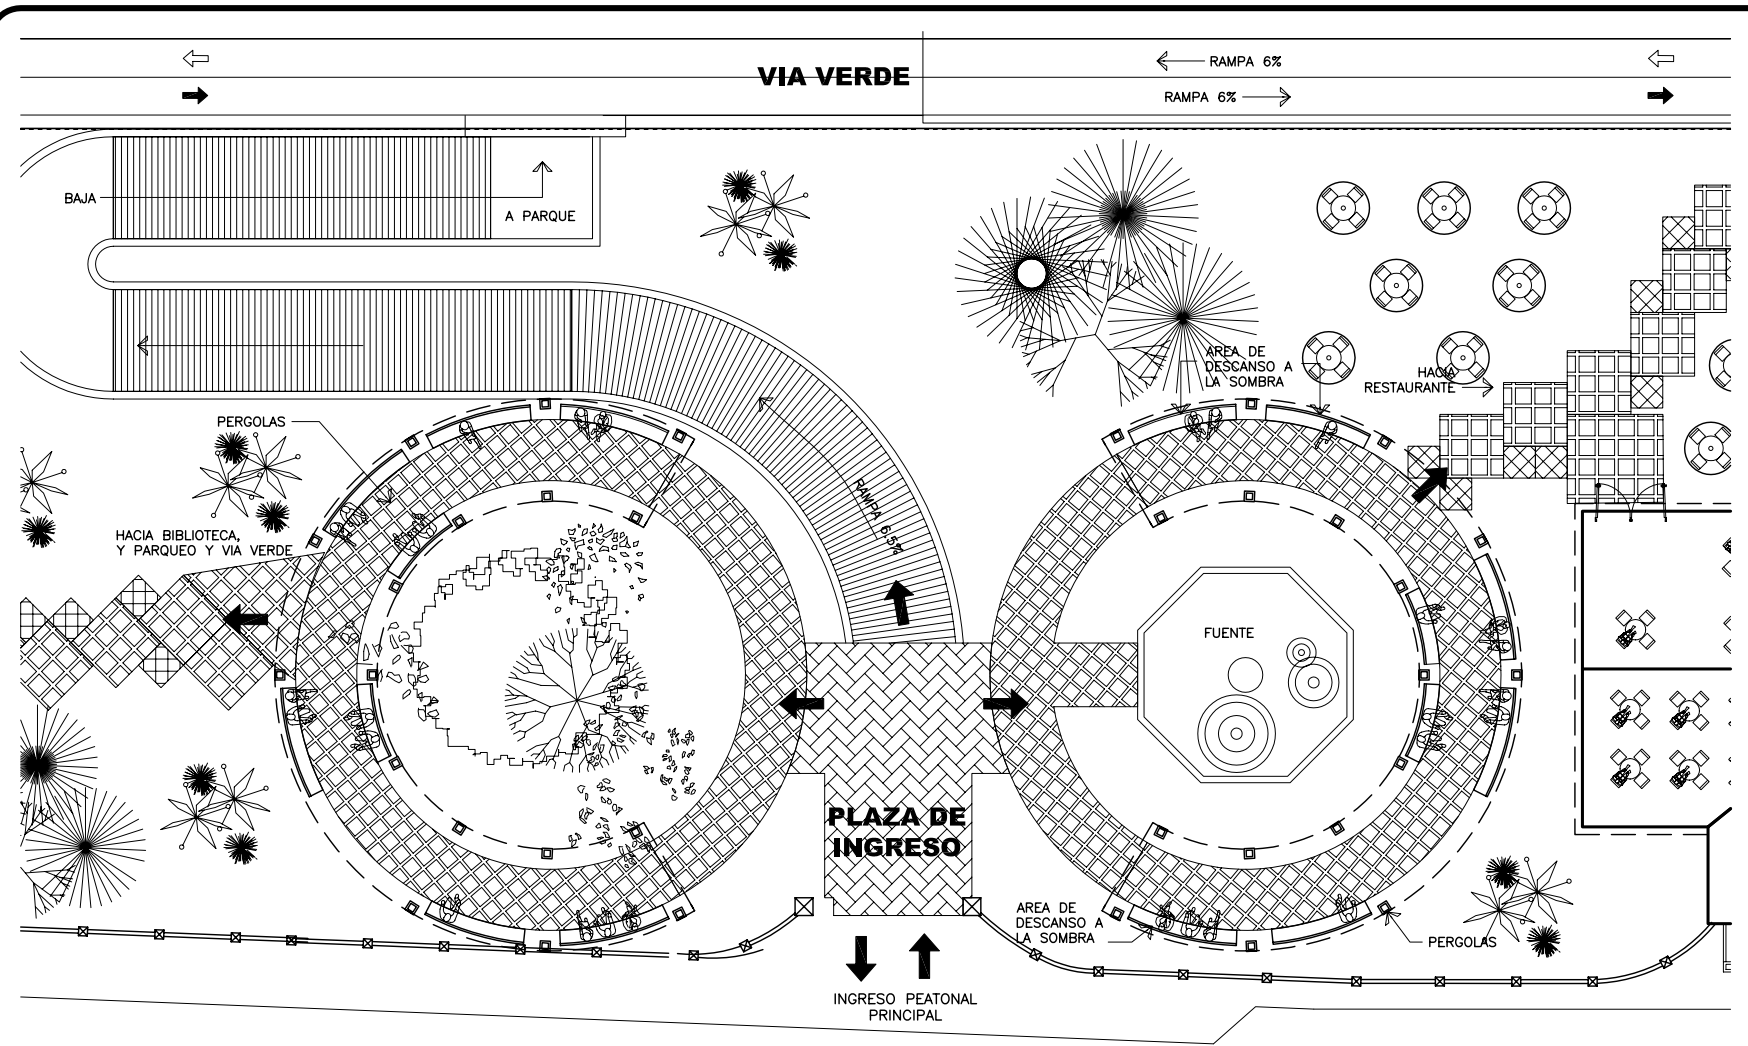 VIA VERDE
RAMPA 6%
RAMPA 6%
BAJA
A PARQUE
AREA DE
DESCANSO A
LA SOMBRA
HACIA
RESTAURANTE
PERGOLAS
RAMPA 6.5%
HACIA BIBLIOTECA,
Y PARQUEO Y VIA VERDE
FUENTE
PLAZA DE
INGRESO
AREA DE
DESCANSO A
LA SOMBRA
PERGOLAS
INGRESO PEATONAL
PRINCIPAL